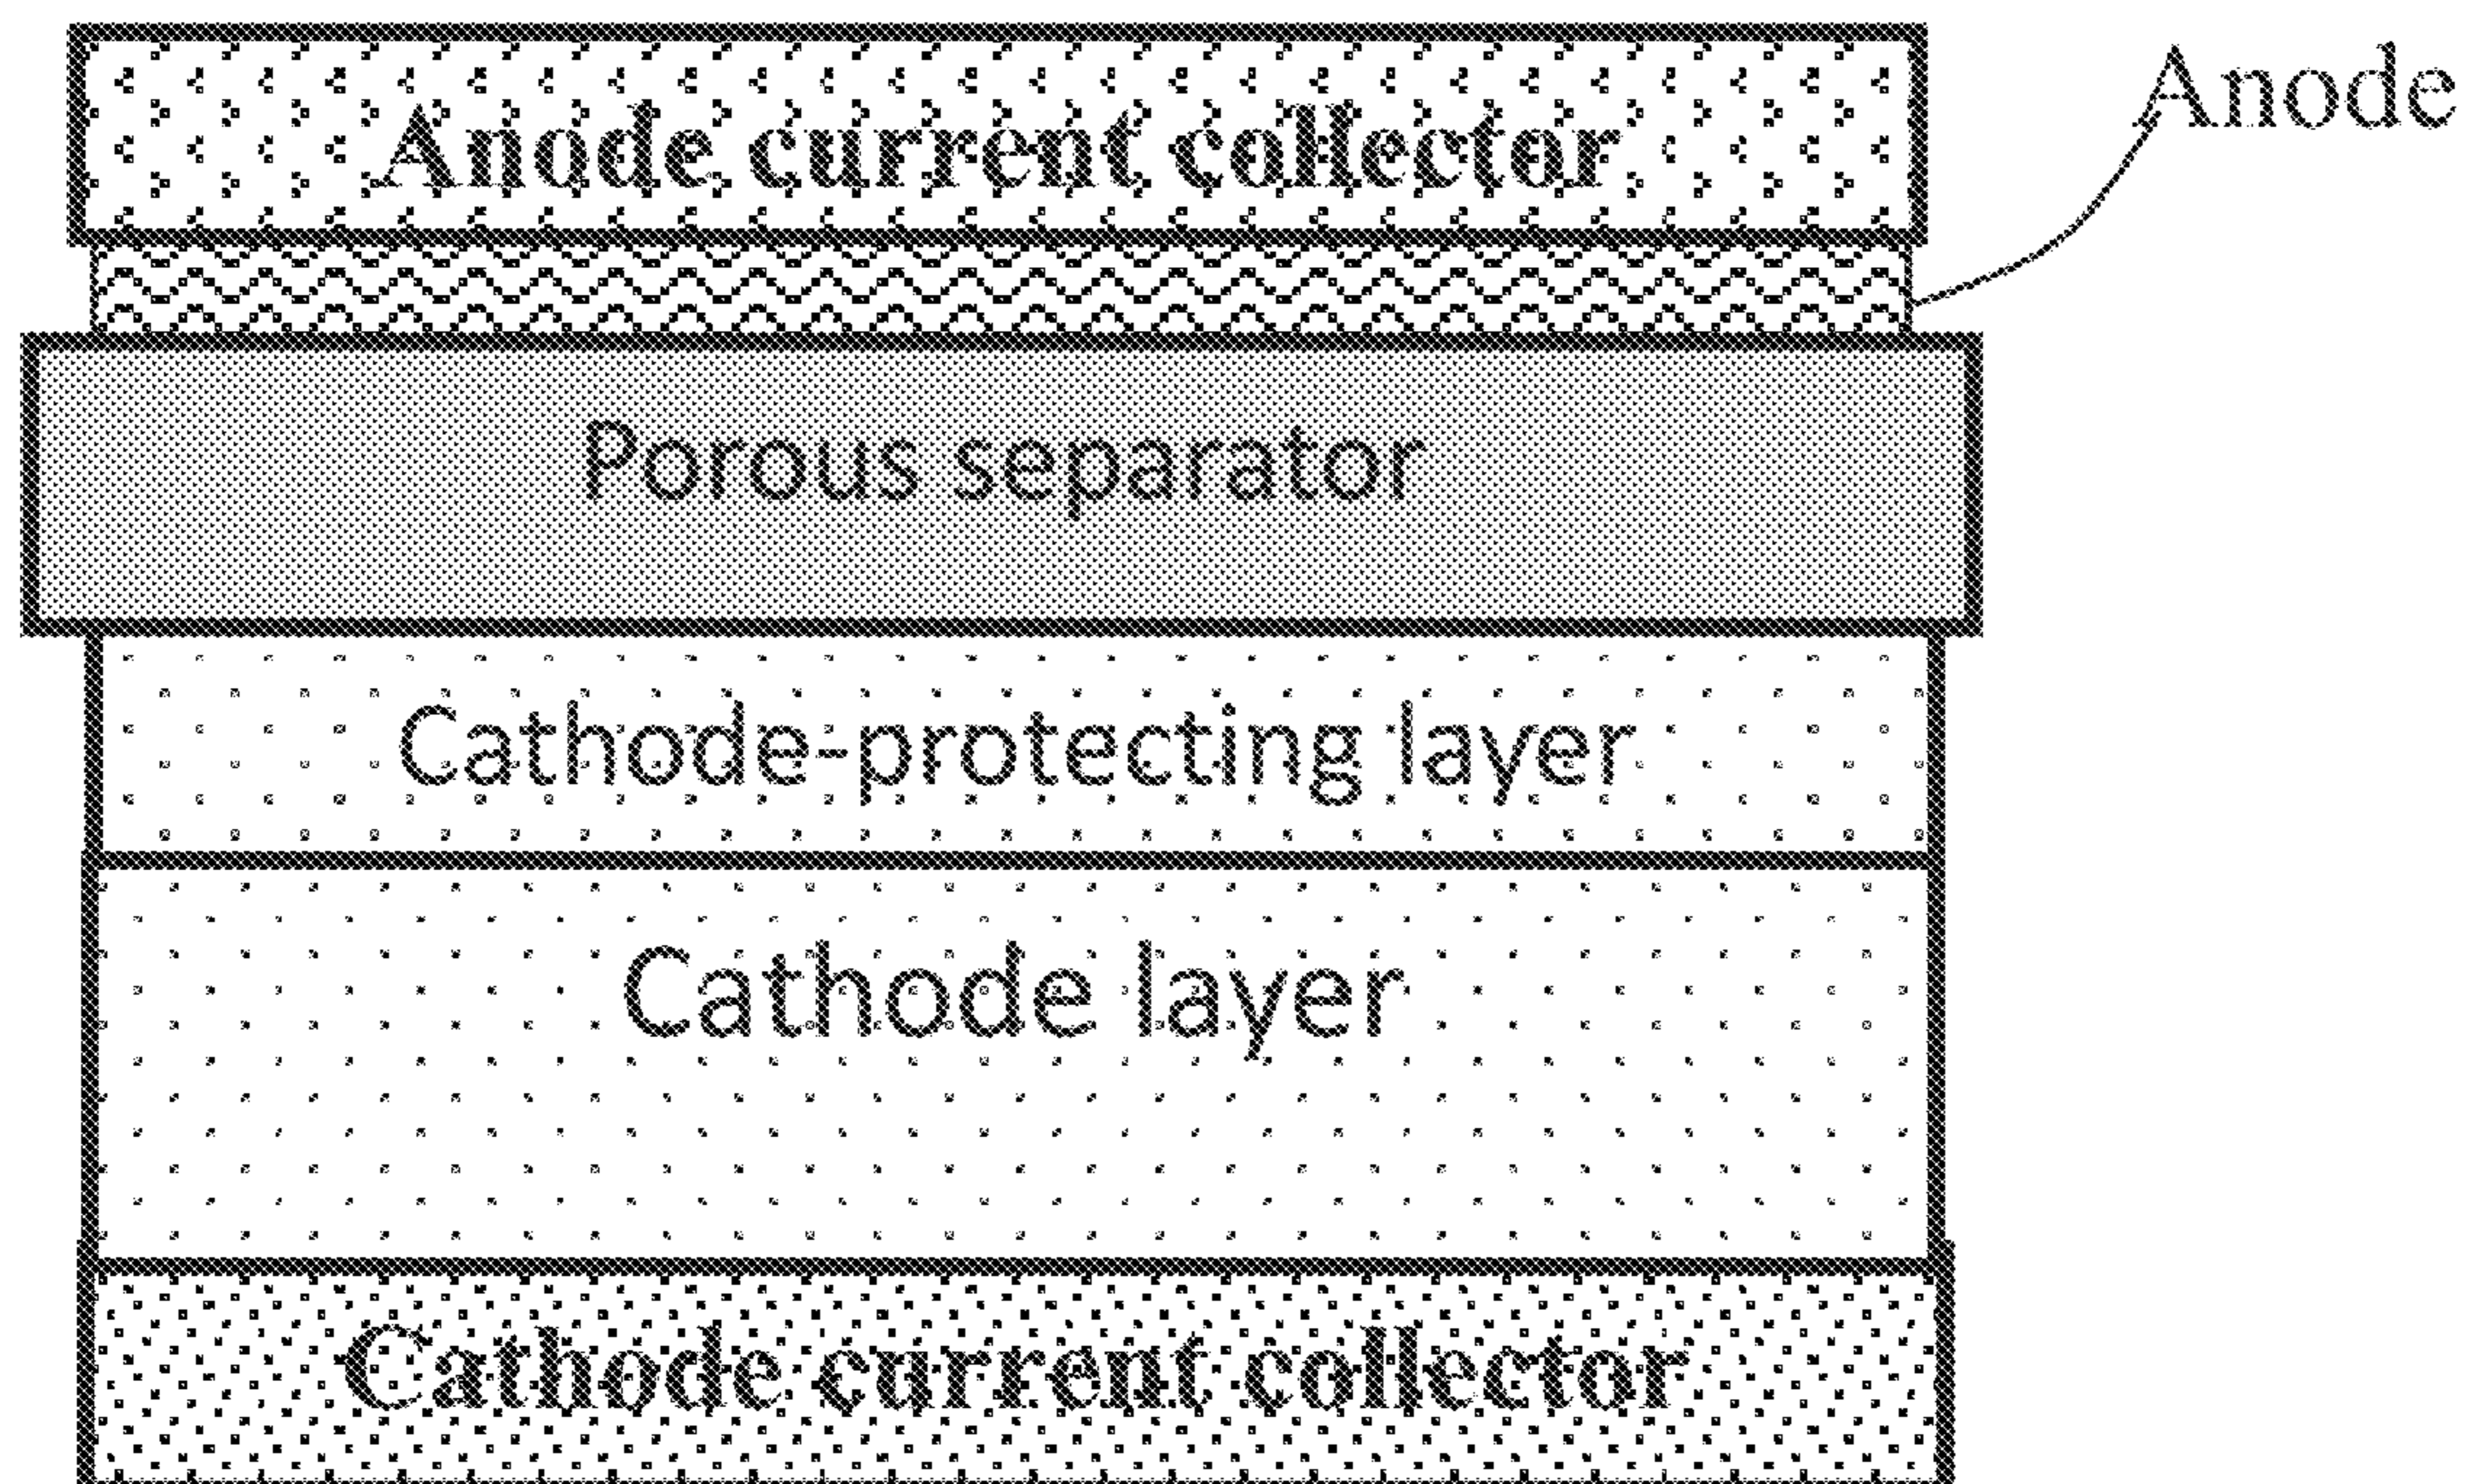 Anode
Anode current collector
Porous separator
Cathode-protecting layer
Cathode layer
Cathode current collector